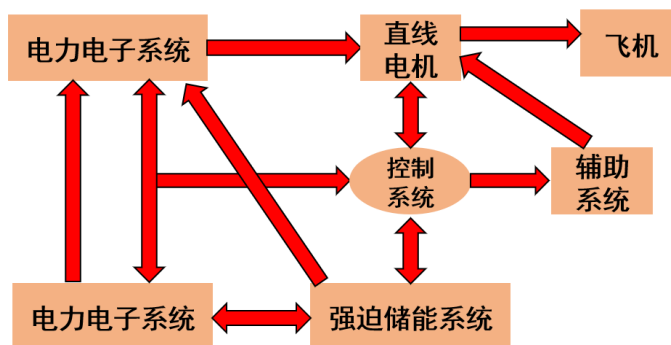 电力电子系统
直线
电机
飞机
控制
系统
辅助
系统
电力电子系统
强迫储能系统